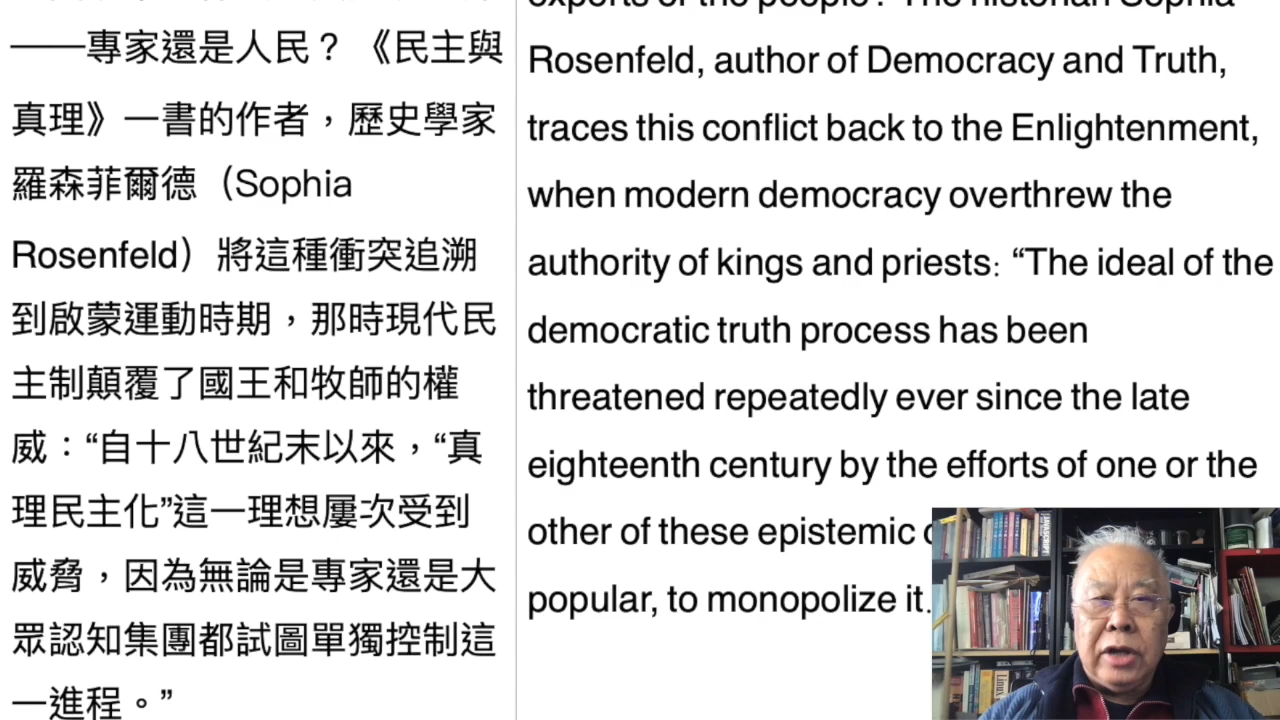 ——專家還是人民？《民主與
真理》一書的作者，歷史學家
羅森菲爾德（Sophia
Rosenfeld）將這種衝突追溯
到啟蒙運動時期，那時現代民
主制顛覆了國王和牧師的權
威：“自十八世紀末以來，“真
理民主化”這一理想屢次受到
威脅，因為無論是專家還是大
眾認知集團都試圖單獨控制這
一進程。”
experts or the people? The historian Sophia
Rosenfeld, author of Democracy and Truth,
traces this conflict back to the Enlightenment,
when modern democracy overthrew the
authority of kings and priests: “The ideal of the
democratic truth process has been
threatened repeatedly ever since the late
eighteenth century by the efforts of one or the
other of these epistemic
popular, to monopolize it.